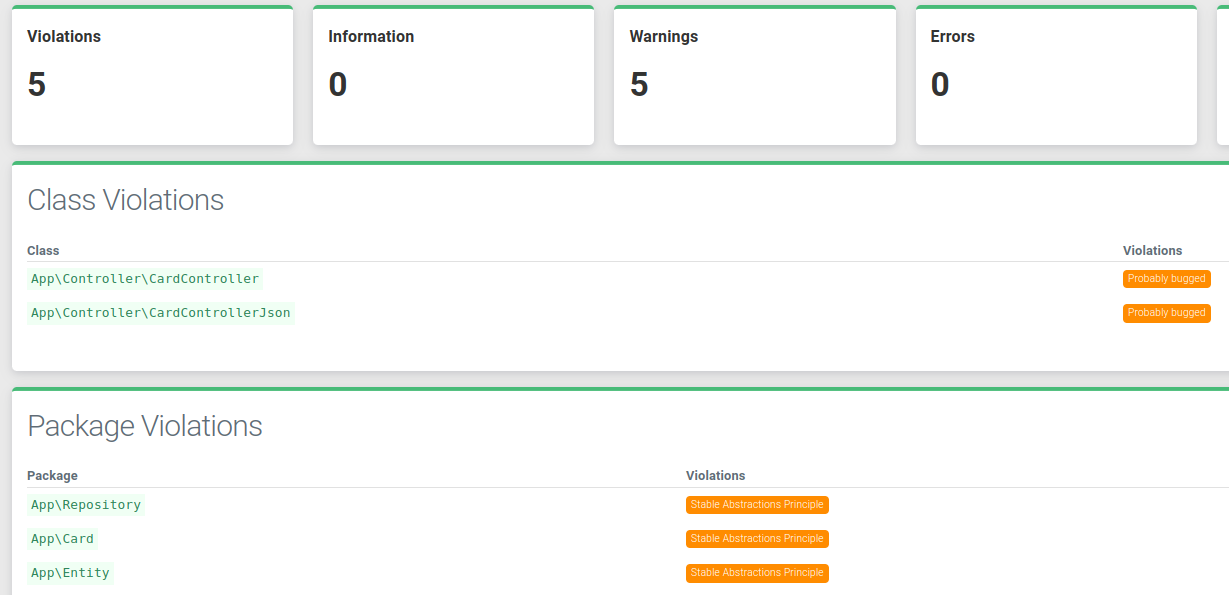 Violations Information Warnings Errors
5 0 5 0
Class Violations
Class Violations
App\Controller\CardController Probably bugged
App\Controller\CardControllerJson Probably bugged
Package Violations
Package Violations
App\Repository Stable Abstractions Principle
App\Card Stable Abstractions Principle
App\Entity Stable Abstractions Principle